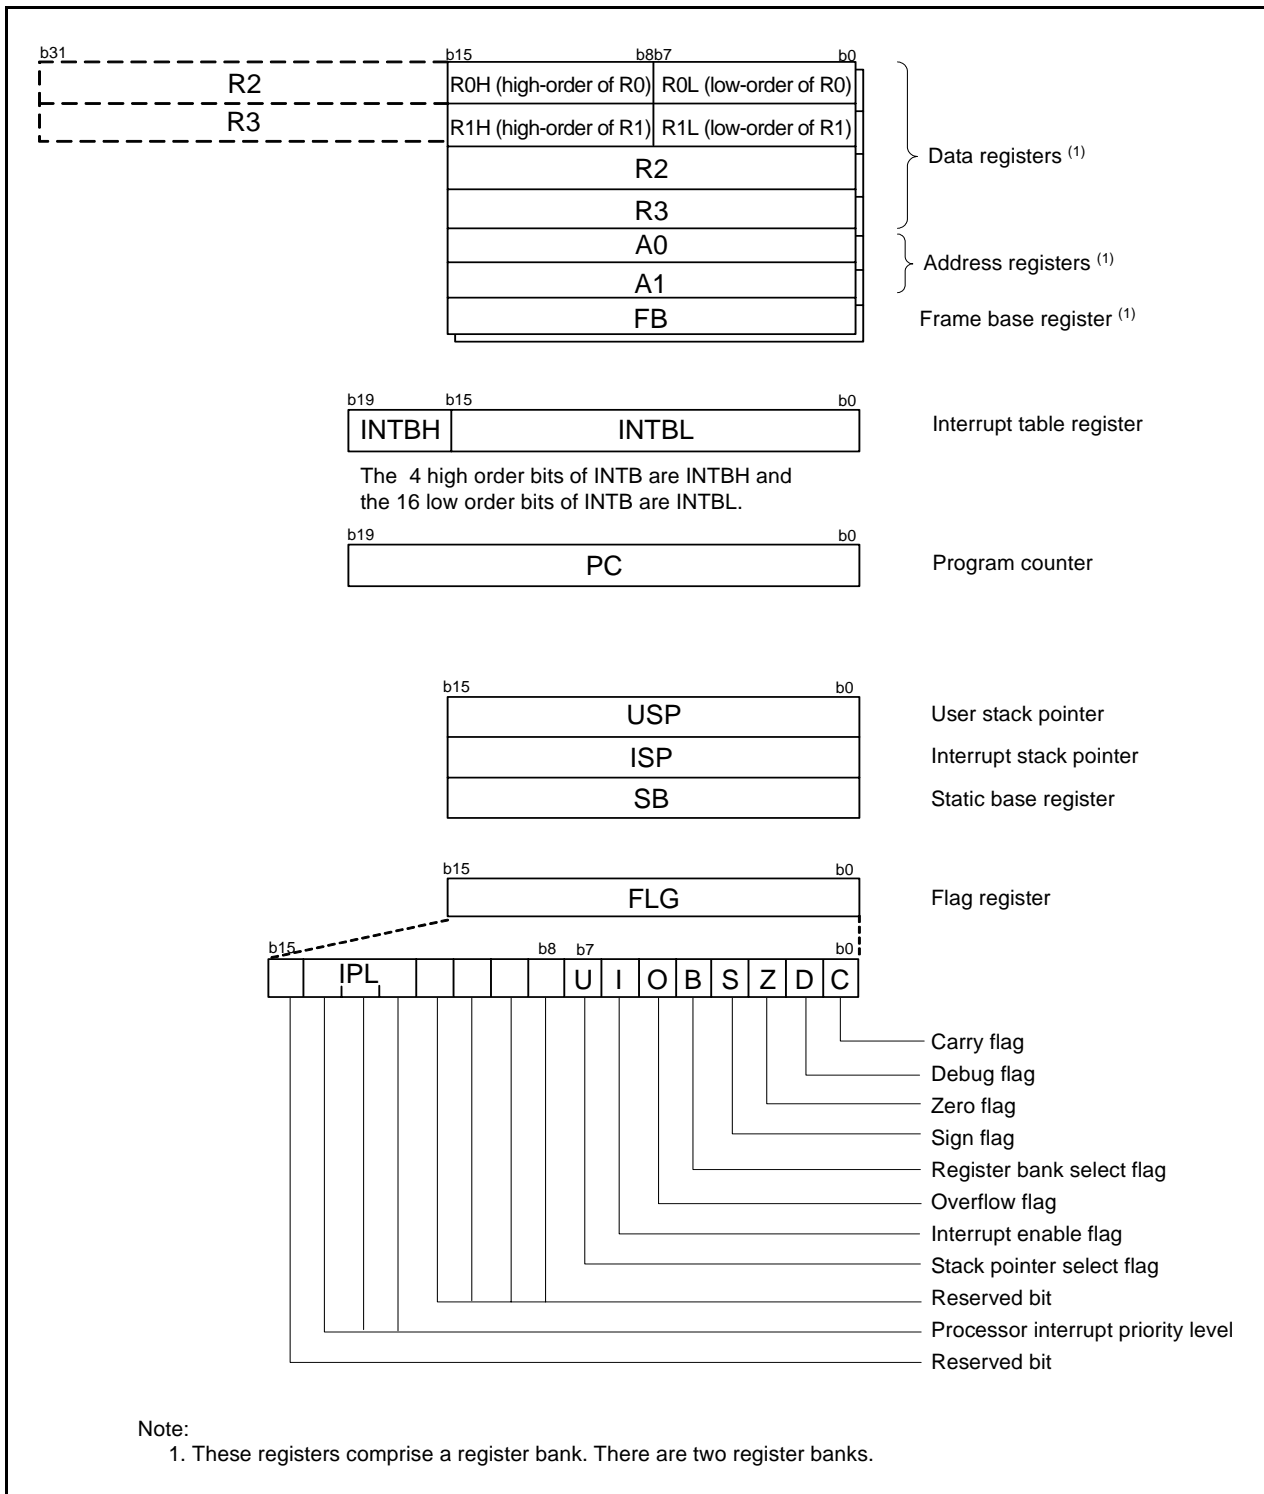 b31 b15 b8b7 b0
R2 R0H (high-order of R0) R0L (low-order of R0)
R3 R1H (high-order of R1) R1L (low-order of R1)
Data registers (1)
R2
R3
A0
Address registers (1)
A1
FB Frame base register (1)
b19 b15 b0
INTBH INTBL Interrupt table register
The 4 high order bits of INTB are INTBH and
the 16 low order bits of INTB are INTBL.
b19 b0
PC Program counter
b15 b0
USP User stack pointer
ISP Interrupt stack pointer
SB Static base register
b15 b0
FLG Flag register
b15 b8 b7 b0
IPL U I O B S Z D C
Carry flag
Debug flag
Zero flag
Sign flag
Register bank select flag
Overflow flag
Interrupt enable flag
Stack pointer select flag
Reserved bit
Processor interrupt priority level
Reserved bit
Note:
1. These registers comprise a register bank. There are two register banks.